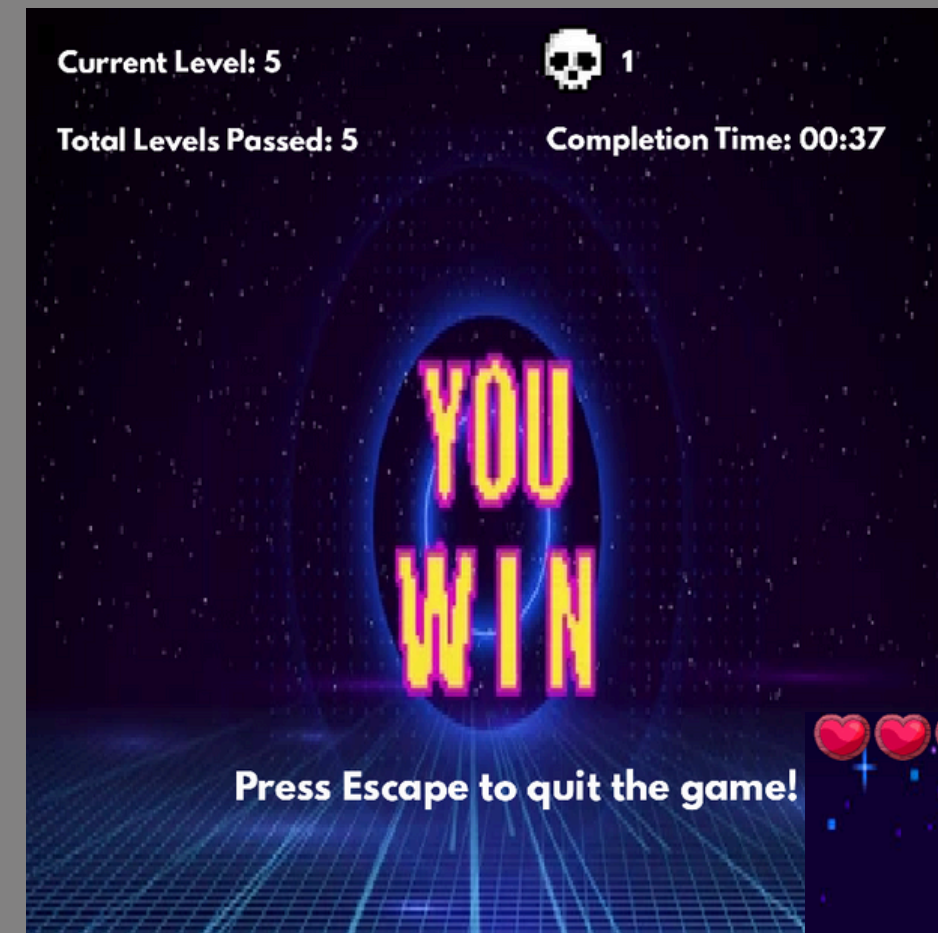 Current Level: 5
1
Total Levels Passed: 5
Completion Time: 00:37
YOU
WIN
Press Escape to quit the game!